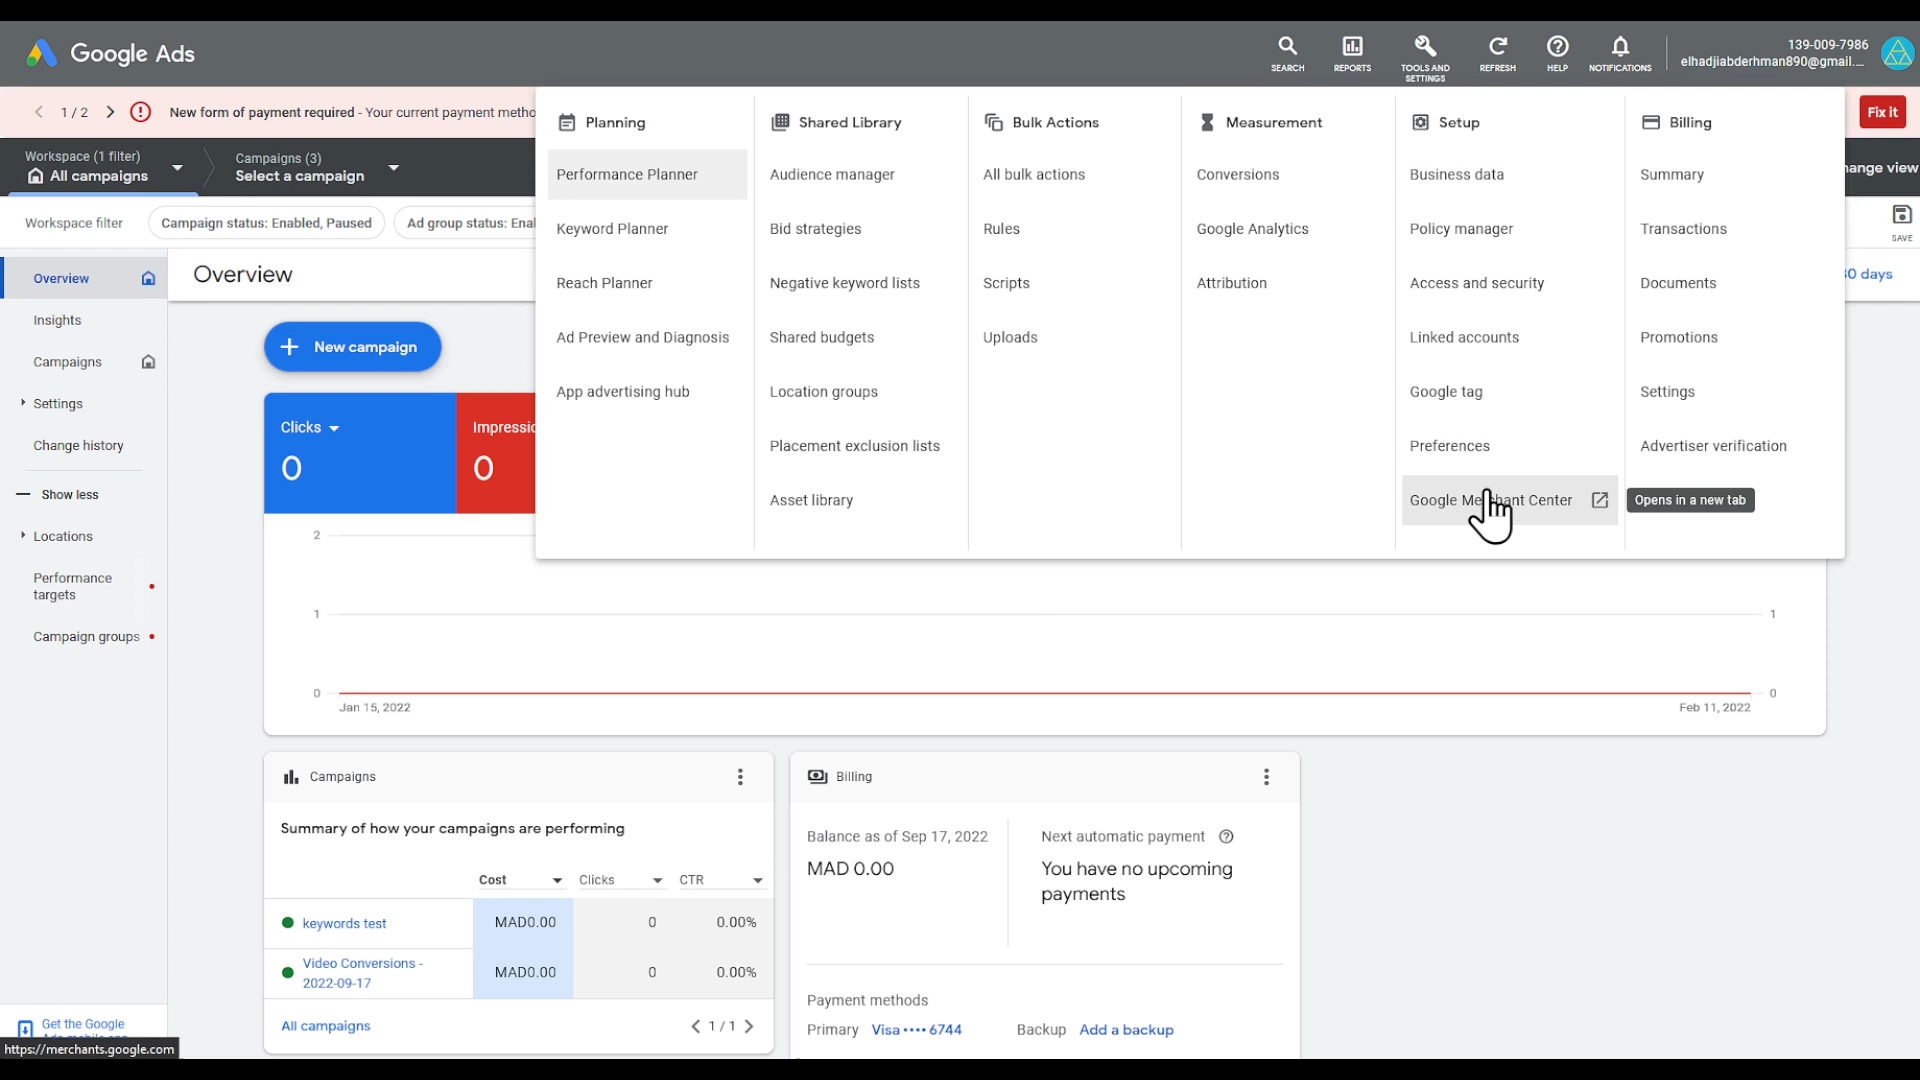 Google Ads
SEARCH
REPORTS
TOOLS AND
SETTINGS
REFRESH
HELP
NOTIFICATIONS
139-009-7986
elhadjiabderhman890@gmail....
1 / 2
New form of payment required - Your current payment metho
Fix it
Workspace (1 filter)
All campaigns
Campaigns (3)
Select a campaign
ange view
Workspace filter
Campaign status: Enabled, Paused
Ad group status: Ena
SAVE
Planning
Performance Planner
Keyword Planner
Reach Planner
Ad Preview and Diagnosis
App advertising hub
Shared Library
Audience manager
Bid strategies
Negative keyword lists
Shared budgets
Location groups
Placement exclusion lists
Asset library
Bulk Actions
All bulk actions
Rules
Scripts
Uploads
Measurement
Conversions
Google Analytics
Attribution
Setup
Business data
Policy manager
Access and security
Linked accounts
Google tag
Preferences
Google Merchant Center
Opens in a new tab
Billing
Summary
Transactions
Documents
Promotions
Settings
Advertiser verification
Overview
Insights
Campaigns
Settings
Change history
Show less
Locations
Performance
targets
Campaign groups
Get the Google
https://merchants.google.com
Overview
30 days
New campaign
Clicks
0
Impressio
0
2
1
1
0
0
Jan 15, 2022
Feb 11, 2022
Campaigns
Summary of how your campaigns are performing
Cost
Clicks
CTR
keywords test
MAD0.00
0
0.00%
Video Conversions -
2022-09-17
MAD0.00
0
0.00%
All campaigns
1 / 1
Billing
Balance as of Sep 17, 2022
MAD 0.00
Next automatic payment
You have no upcoming
payments
Payment methods
Primary Visa •••• 6744
Backup Add a backup